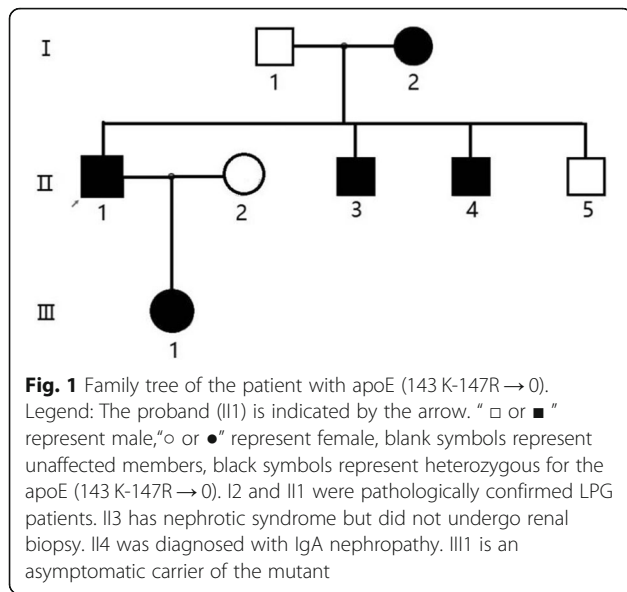 I
1
2
II
1
2
3
4
5
III
1
Fig. 1 Family tree of the patient with apoE (143 K-147R → 0).
Legend: The proband (II1) is indicated by the arrow. “ □ or ■ ”
represent male,“○ or ●” represent female, blank symbols represent
unaffected members, black symbols represent heterozygous for the
apoE (143 K-147R → 0). I2 and II1 were pathologically confirmed LPG
patients. II3 has nephrotic syndrome but did not undergo renal
biopsy. II4 was diagnosed with IgA nephropathy. III1 is an
asymptomatic carrier of the mutant